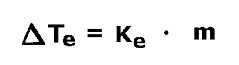 ΔTe = Ke · m